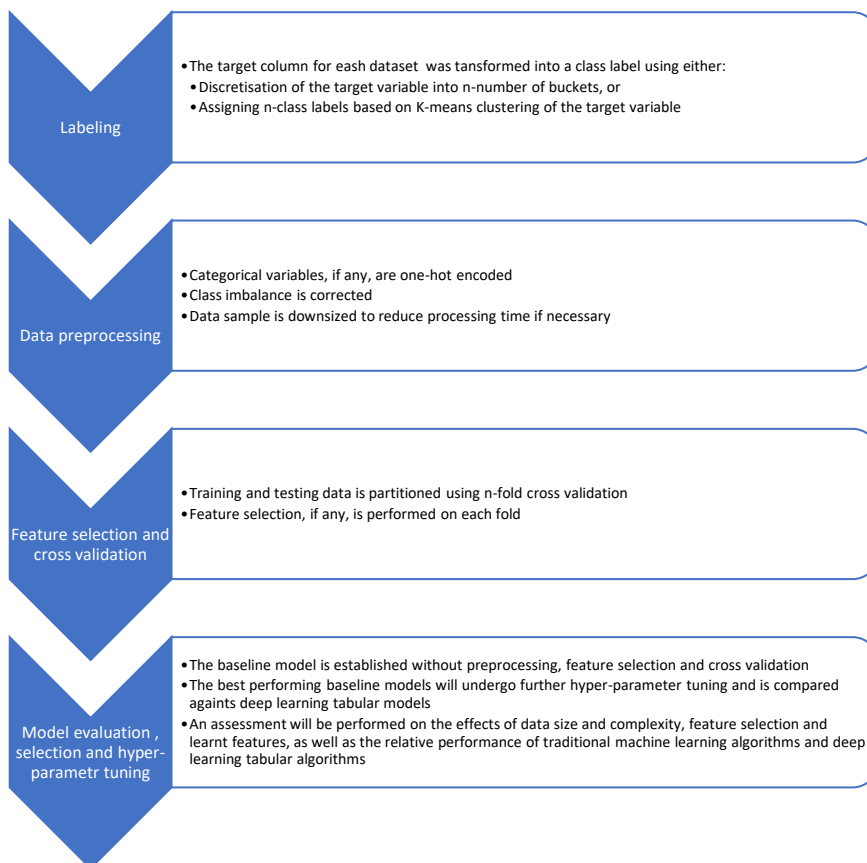 Labeling
•The target column for eash dataset was tansformed into a class label using either:
•Discretisation of the target variable into n-number of buckets, or
•Assigning n-class labels based on K-means clustering of the target variable
Data preprocessing
•Categorical variables, if any, are one-hot encoded
•Class imbalance is corrected
•Data sample is downsized to reduce processing time if necessary
Feature selection and
cross validation
•Training and testing data is partitioned using n-fold cross validation
•Feature selection, if any, is performed on each fold
Model evaluation ,
selection and hyper-
parametr tuning
•The baseline model is established without preprocessing, feature selection and cross validation
•The best performing baseline models will undergo further hyper-parameter tuning and is compared
againts deep learning tabular models
•An assessment will be performed on the effects of data size and complexity, feature selection and
learnt features, as well as the relative performance of traditional machine learning algorithms and deep
learning tabular algorithms